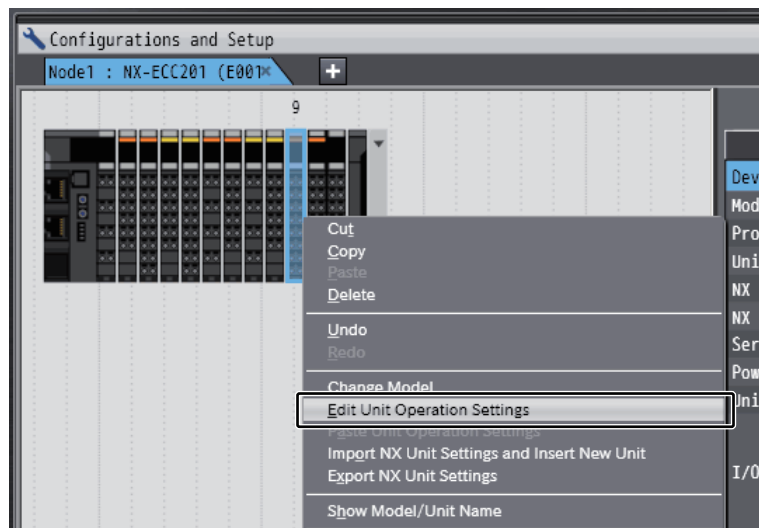 Configurations and Setup
Node1 : NX-ECC201 (E001
9
Cut
Copy
Paste
Delete
Undo
Redo
Change Model
Edit Unit Operation Settings
Paste Unit Operation Settings
Import NX Unit Settings and Insert New Unit
Export NX Unit Settings
Show Model/Unit Name
Dev
Mod
Pro
Uni
NX
NX
Ser
Pow
Uni
I/O